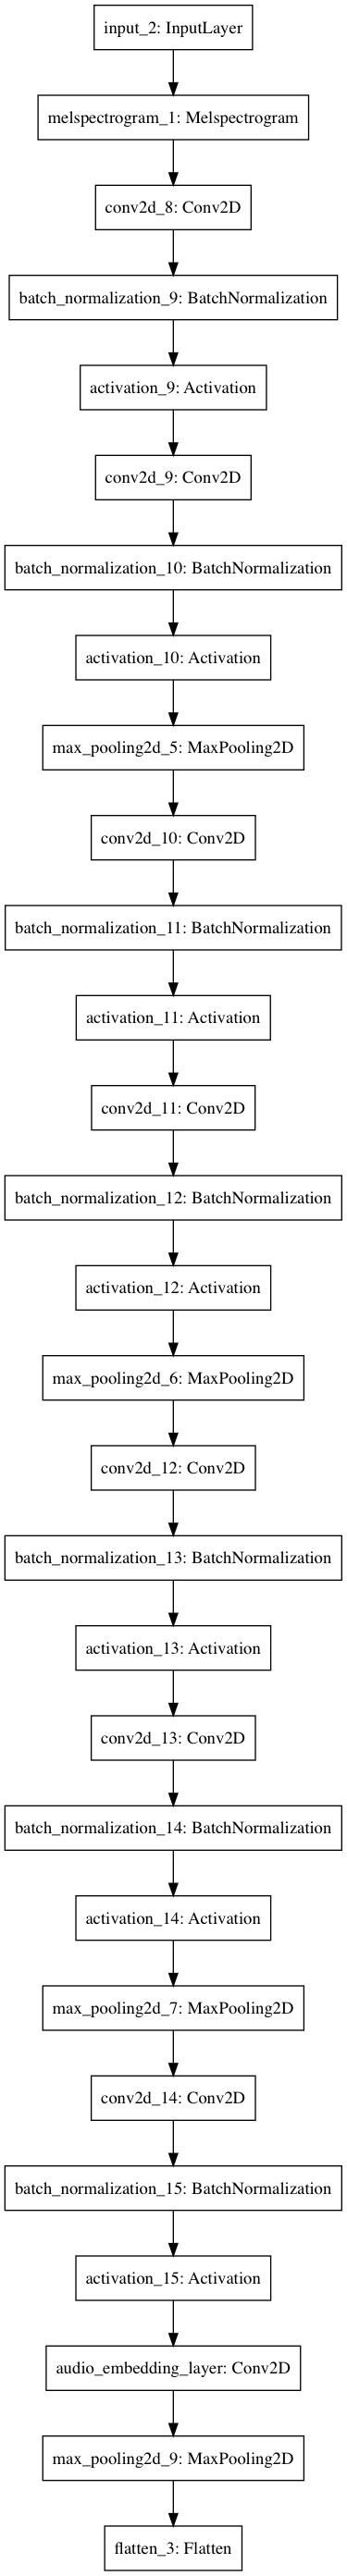 input_2: InputLayer
melspectrogram_1: Melspectrogram
conv2d_8: Conv2D
batch_normalization_9: BatchNormalization
activation_9: Activation
conv2d_9: Conv2D
batch_normalization_10: BatchNormalization
activation_10: Activation
max_pooling2d_5: MaxPooling2D
conv2d_10: Conv2D
batch_normalization_11: BatchNormalization
activation_11: Activation
conv2d_11: Conv2D
batch_normalization_12: BatchNormalization
activation_12: Activation
max_pooling2d_6: MaxPooling2D
conv2d_12: Conv2D
batch_normalization_13: BatchNormalization
activation_13: Activation
conv2d_13: Conv2D
batch_normalization_14: BatchNormalization
activation_14: Activation
max_pooling2d_7: MaxPooling2D
conv2d_14: Conv2D
batch_normalization_15: BatchNormalization
activation_15: Activation
audio_embedding_layer: Conv2D
max_pooling2d_9: MaxPooling2D
flatten_3: Flatten